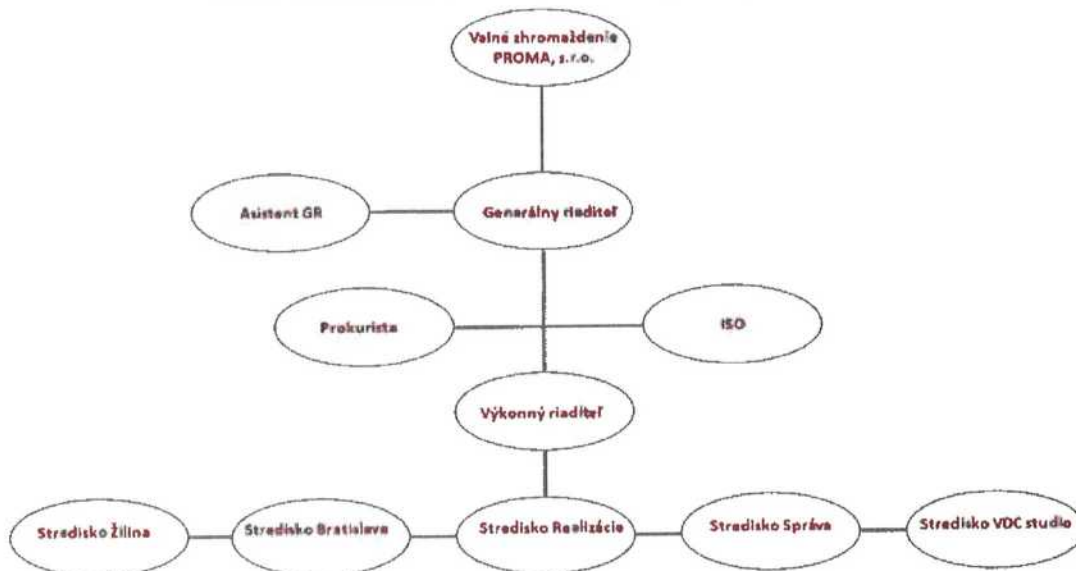 Valné zhromaždenie
PROMA, s.r.o.
Asistent GR
Generálny riaditeľ
Prokurista
ISO
Výkonný riaditeľ
Stredisko Žilina
Stredisko Bratislava
Stredisko Realizácie
Stredisko Správa
Stredisko VDC studio